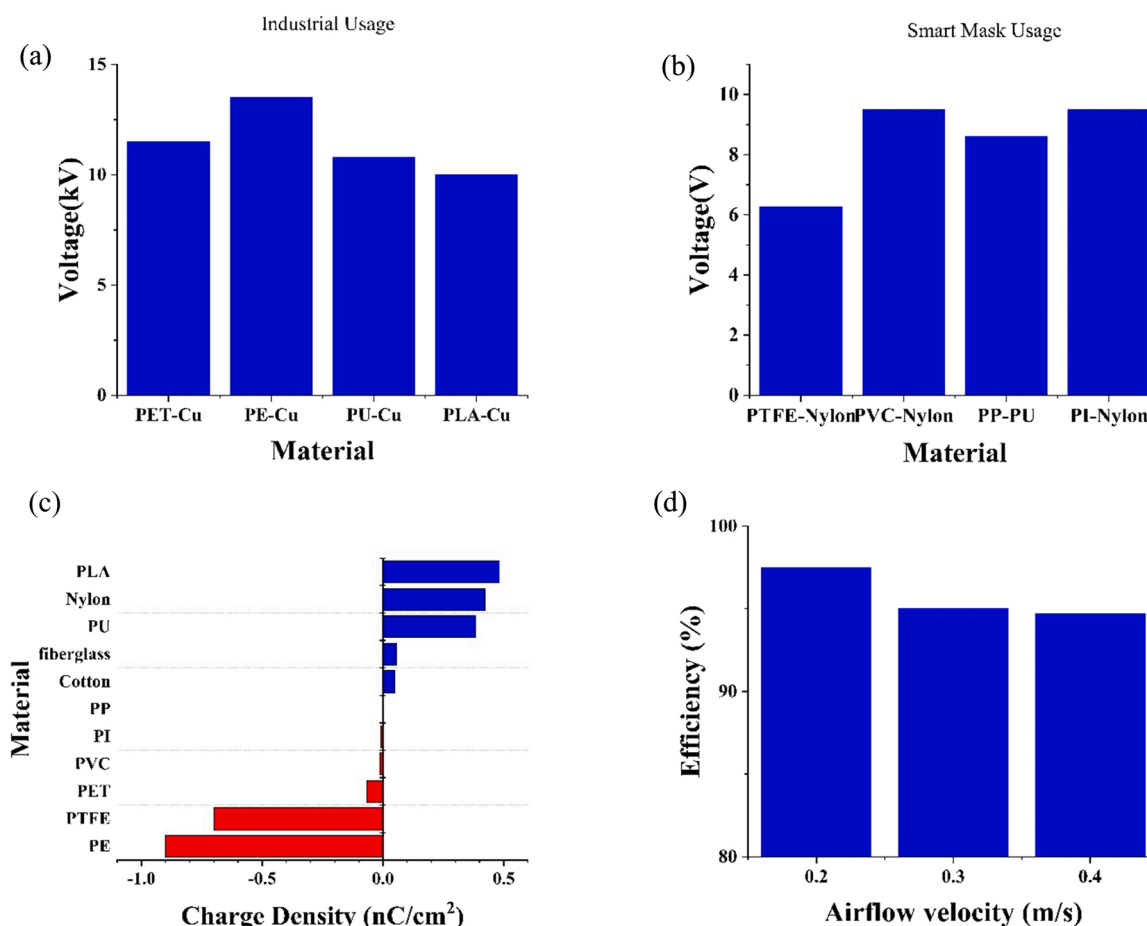 Industrial Usage
(a)
15
10
5
0
Voltage(kV)
PET-Cu PE-Cu PU-Cu PLA-Cu
Material
Smart Mask Usage
(b)
10
8
6
4
2
0
Voltage(V)
PTFE-Nylon PVC-Nylon PP-PU PI-Nylon
Material
(c)
Material
PLA
Nylon
PU
fiberglass
Cotton
PP
PI
PVC
PET
PTFE
PE
-1.0 -0.5 0.0 0.5
Charge Density (nC/cm²)
(d)
100
90
80
Efficiency (%)
0.2 0.3 0.4
Airflow velocity (m/s)